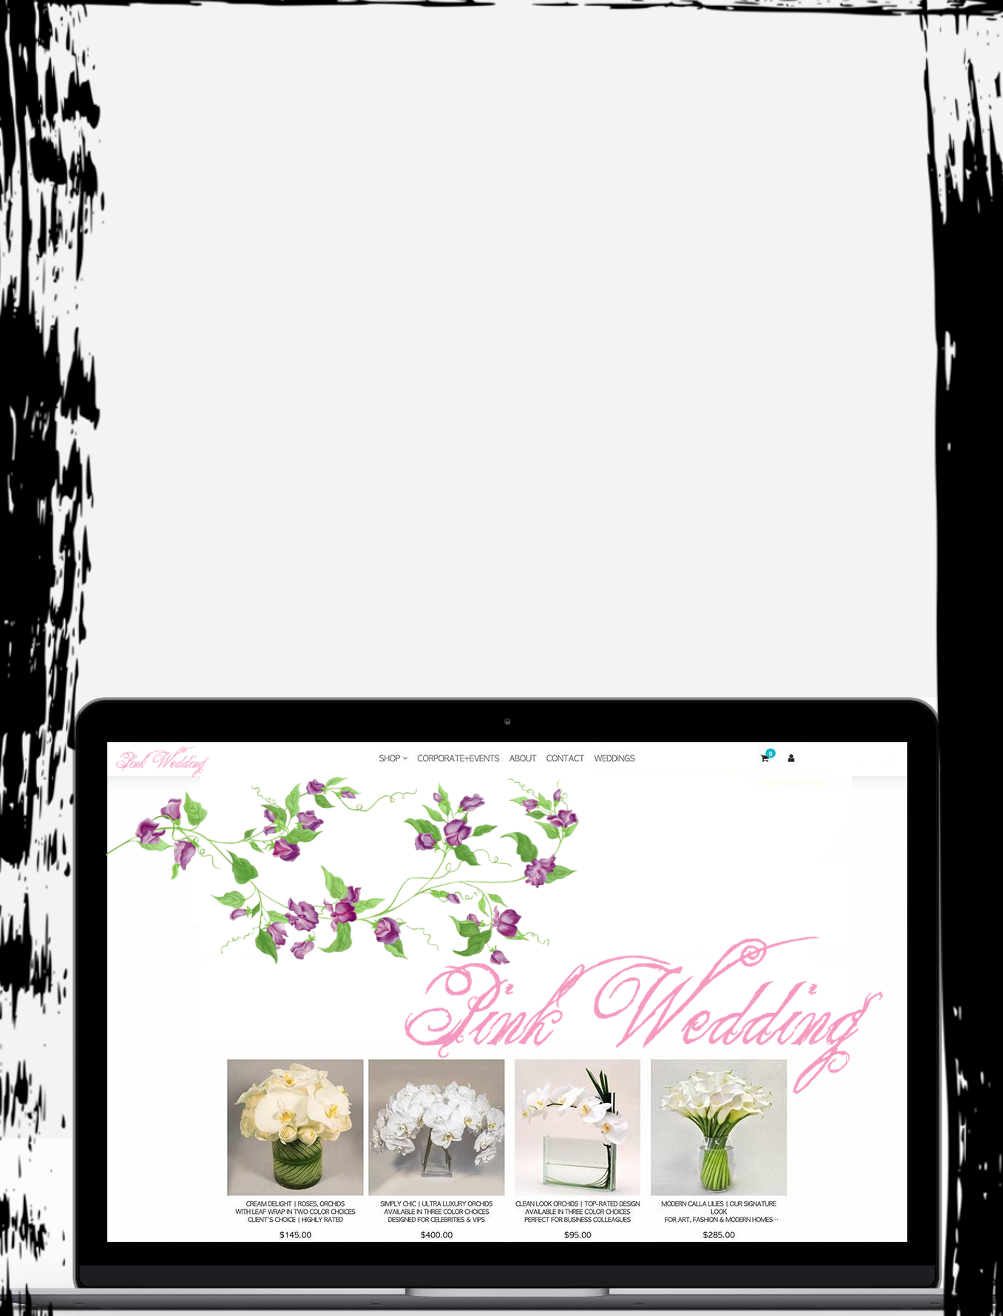 Pink Wedding
SHOP CORPORATE+EVENTS ABOUT CONTACT WEDDINGS
0
Pink Wedding
CREAM DELIGHT | ROSES, ORCHIDS
WITH LEAF WRAP IN TWO COLOR CHOICES
CLIENT'S CHOICE | HIGHLY RATED
$145.00
SIMPLY CHIC | ULTRA LUXURY ORCHIDS
AVAILABLE IN THREE COLOR CHOICES
DESIGNED FOR CELEBRITES & VIPS
$400.00
CLEAN LOOK ORCHIDS | TOP-RATED DESIGN
AVAILABLE IN THREE COLOR CHOICES
PERFECT FOR BUSINESS COLLEAGUES
$95.00
MODERN CALLA LILIES | OUR SIGNATURE
LOOK
FOR ART, FASHION & MODERN HOMES...
$285.00